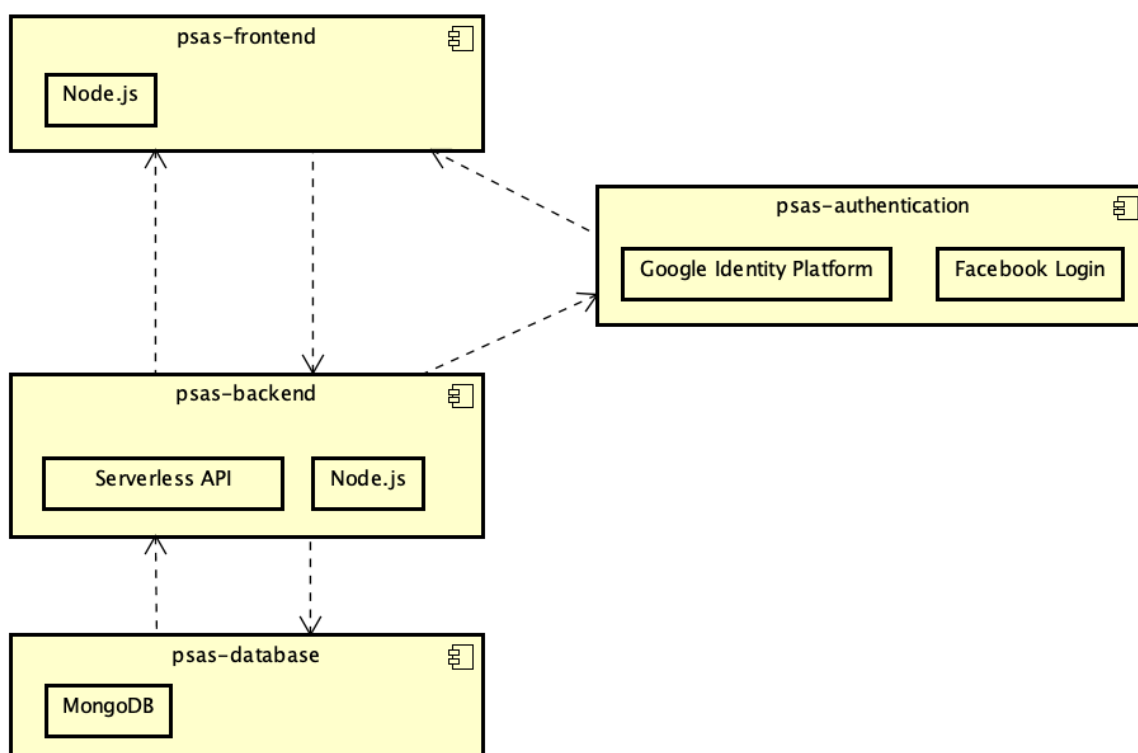 psas-frontend
Node.js
psas-authentication
Google Identity Platform
Facebook Login
psas-backend
Serverless API
Node.js
psas-database
MongoDB